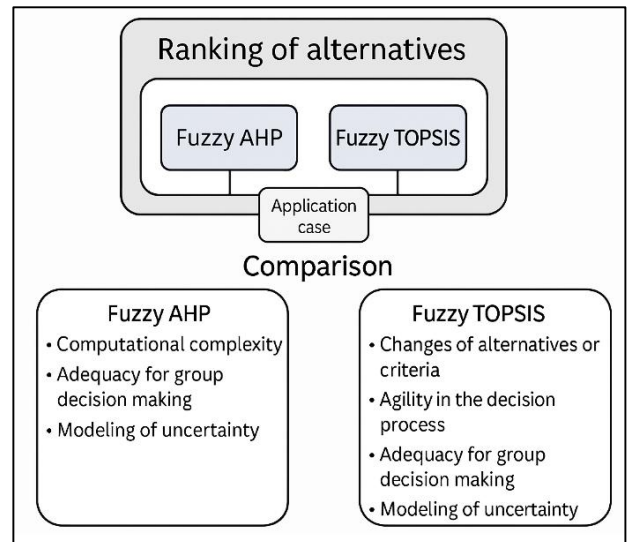 Ranking of alternatives
Fuzzy AHP
Fuzzy TOPSIS
Application
case
Comparison
Fuzzy AHP
• Computational complexity
• Adequacy for group
decision making
• Modeling of uncertainty
Fuzzy TOPSIS
• Changes of alternatives or
criteria
• Agility in the decision
process
• Adequacy for group
decision making
• Modeling of uncertainty